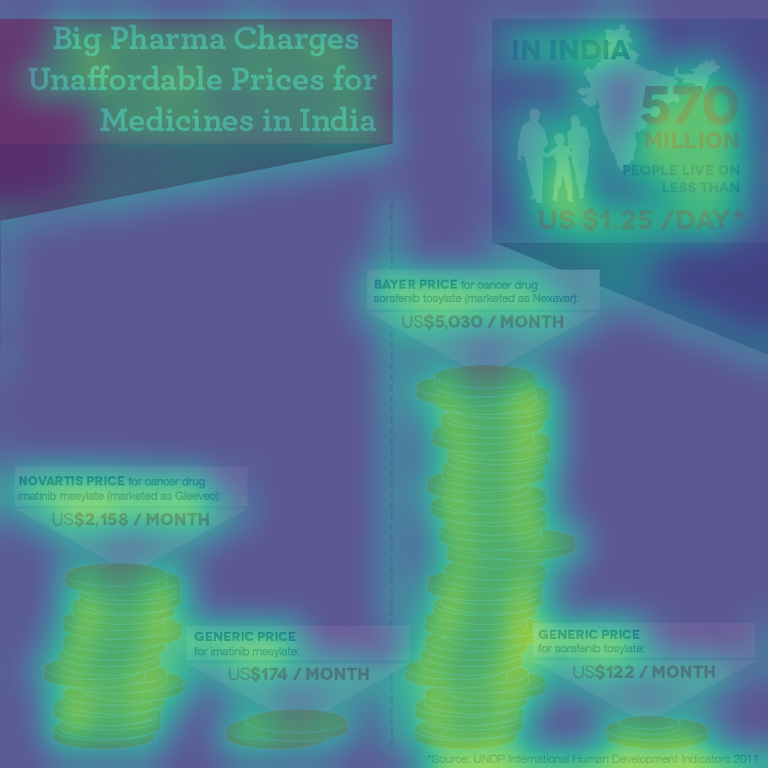 Big Pharma Charges
Unaffordable Prices for
Medicines in India
IN INDIA
570
MILLION
PEOPLE LIVE ON
LESS THAN
US $1.25 /DAY*
BAYER PRICE for cancer drug
sorafenib tosylate (marketed as Nexavar):
US$5,030 / MONTH
NOVARTIS PRICE for cancer drug
imatinib mesylate (marketed as Gleevec):
US$2,158 / MONTH
GENERIC PRICE
for imatinib mesylate:
US$174 / MONTH
GENERIC PRICE
for sorafenib tosylate:
US$122 / MONTH
*Source: UNDP International Human Development Indicators 2011